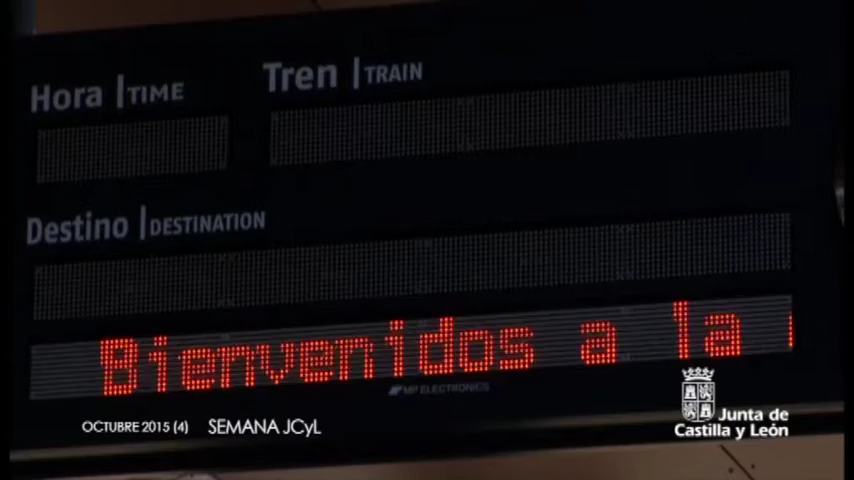 Hora | TIME
Tren | TRAIN
Destino | DESTINATION
Bienvenidos a la
MP ELECTRONICS
OCTUBRE 2015 (4) SEMANA JCyL
Junta de
Castilla y León